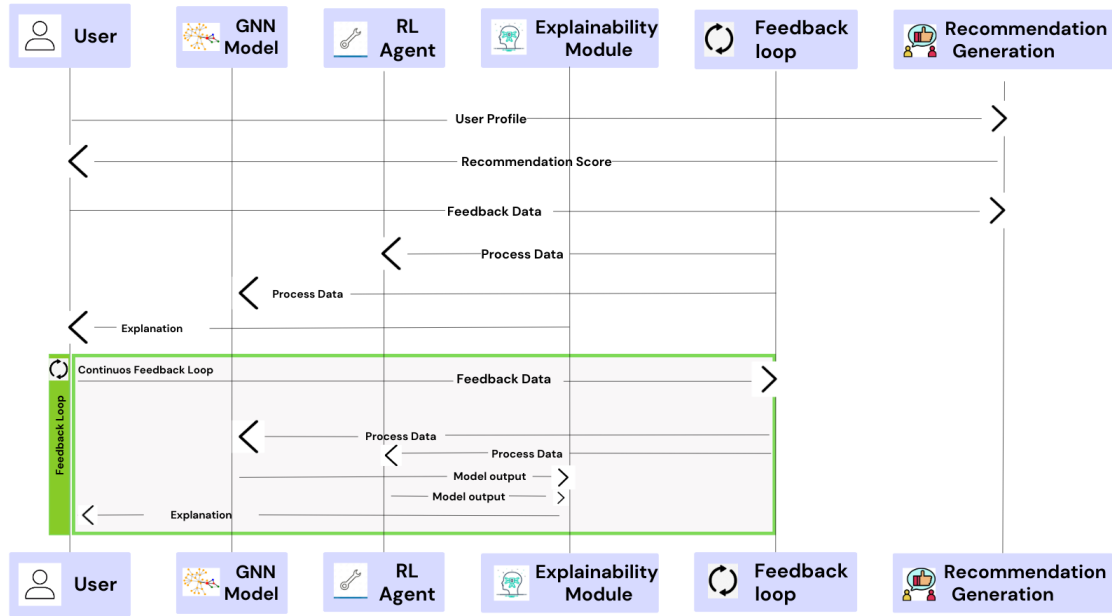 User
GNN
Model
RL
Agent
Explainability
Module
Feedback
loop
Recommendation
Generation
User Profile
Recommendation Score
Feedback Data
Process Data
Process Data
Explanation
Continuos Feedback Loop
Feedback Data
Feedback Loop
Process Data
Process Data
Model output
Model output
Explanation
User
GNN
Model
RL
Agent
Explainability
Module
Feedback
loop
Recommendation
Generation